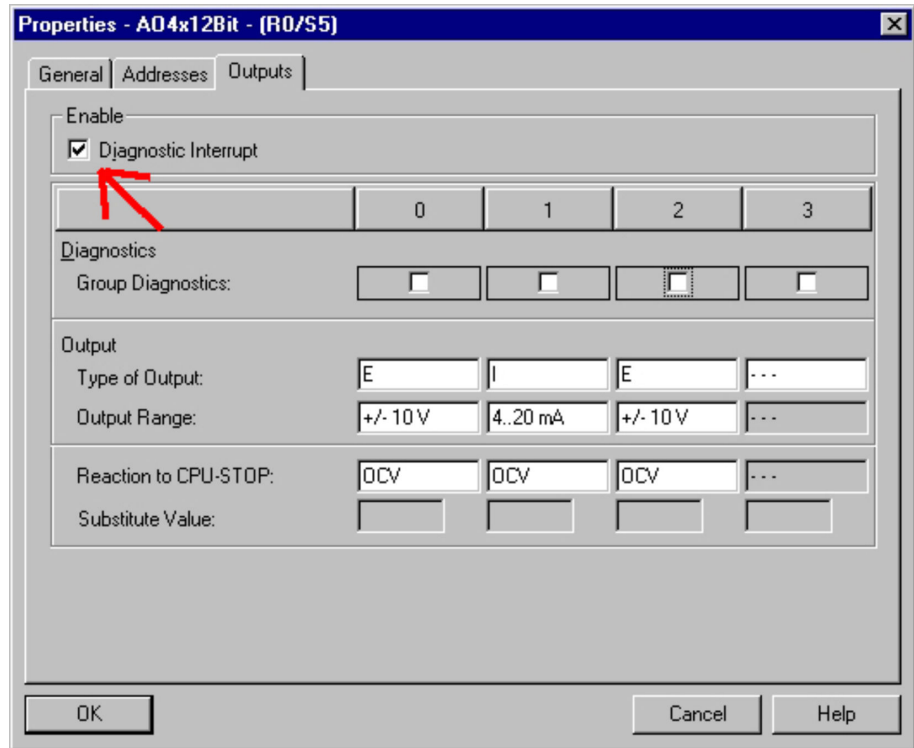 Properties - AO4x12Bit - (R0/S5)
General Addresses Outputs
Enable
Diagnostic Interrupt
0 1 2 3
Diagnostics
Group Diagnostics:
Output
Type of Output: E I E - - -
Output Range: +/- 10 V 4..20 mA +/- 10 V - - -
Reaction to CPU-STOP: OCV OCV OCV - - -
Substitute Value:
OK Cancel Help